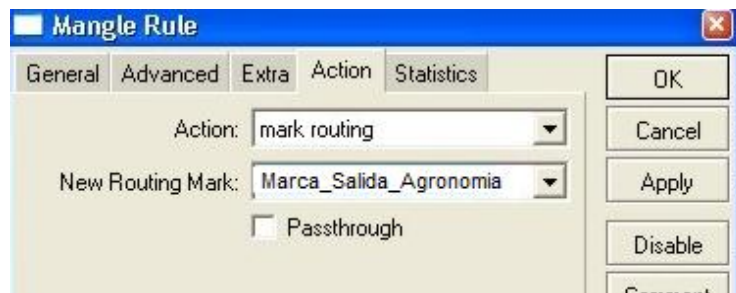 Mangle Rule
General Advanced Extra Action Statistics
OK
Action: mark routing
Cancel
New Routing Mark: Marca_Salida_Agronomia
Apply
Passthrough
Disable